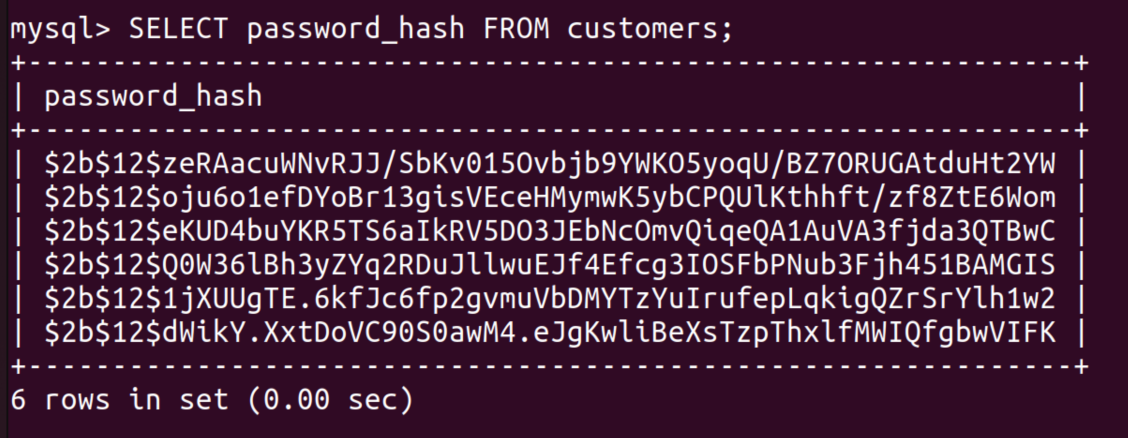 mysql> SELECT password_hash FROM customers;
+--------------------------------------------------------------+
| password_hash                                                |
+--------------------------------------------------------------+
| $2b$12$zeRAacuWNvRJJ/SbKv015Ovbjb9YWKO5yoqU/BZ7ORUGAtduHt2YW |
| $2b$12$oju6o1efDYoBr13gisVEceHMymwK5ybCPQUlKthhft/zf8ZtE6Wom |
| $2b$12$eKUD4buYKR5TS6aIkRV5DO3JEbNcOmvQiqeQA1AuVA3fjda3QTBwC |
| $2b$12$Q0W36lBh3yZYq2RDuJllwuEJf4Efcg3IOSFbPNub3Fjh451BAMGIS |
| $2b$12$1jXUUgTE.6kfJc6fp2gvmuVbDMYTzYuIrufepLqkigQZrSrYlh1w2 |
| $2b$12$dWikY.XxtDoVC90S0awM4.eJgKwliBeXsTzpThxlfMWIQfgbwVIFK |
+--------------------------------------------------------------+
6 rows in set (0.00 sec)